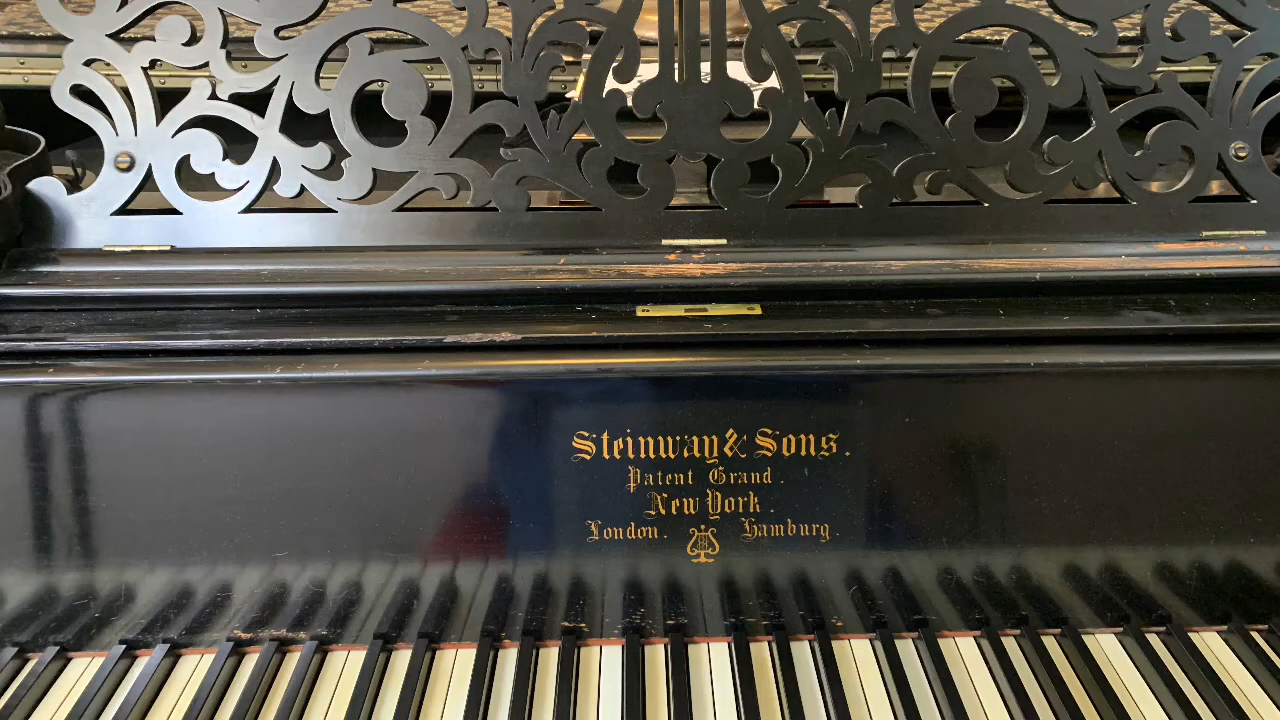 Steinway & Sons.
Patent Grand.
New York.
London. Hamburg.